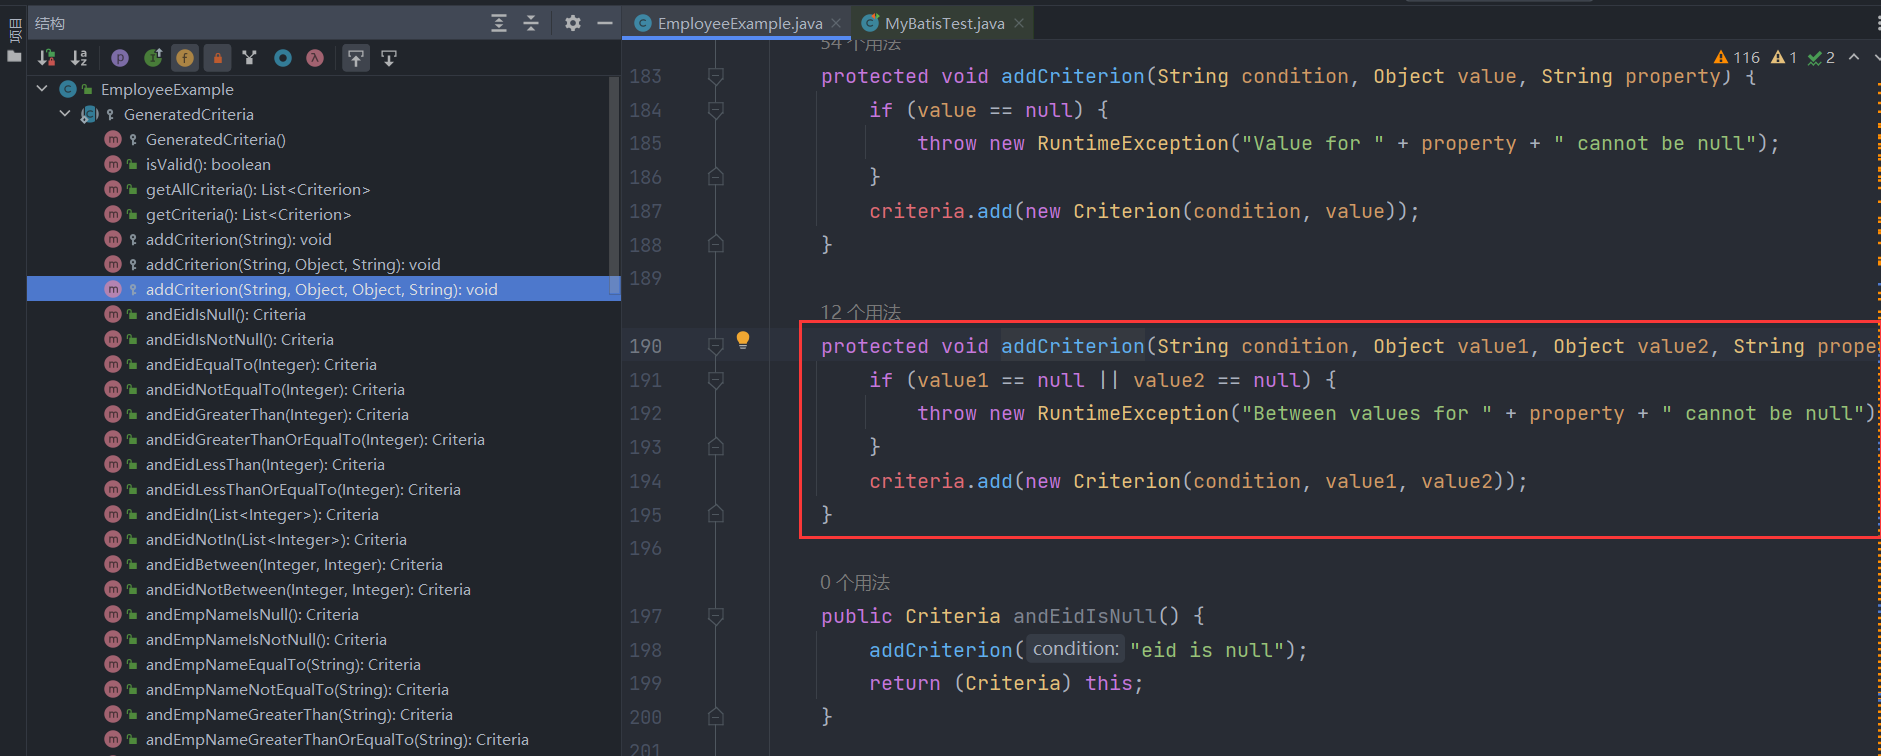 项目
结构
EmployeeExample
GeneratedCriteria
GeneratedCriteria()
isValid(): boolean
getAllCriteria(): List<Criterion>
getCriteria(): List<Criterion>
addCriterion(String): void
addCriterion(String, Object, String): void
addCriterion(String, Object, Object, String): void
andEidIsNull(): Criteria
andEidIsNotNull(): Criteria
andEidEqualTo(Integer): Criteria
andEidNotEqualTo(Integer): Criteria
andEidGreaterThan(Integer): Criteria
andEidGreaterThanOrEqualTo(Integer): Criteria
andEidLessThan(Integer): Criteria
andEidLessThanOrEqualTo(Integer): Criteria
andEidIn(List<Integer>): Criteria
andEidNotIn(List<Integer>): Criteria
andEidBetween(Integer, Integer): Criteria
andEidNotBetween(Integer, Integer): Criteria
andEmpNameIsNull(): Criteria
andEmpNameIsNotNull(): Criteria
andEmpNameEqualTo(String): Criteria
andEmpNameNotEqualTo(String): Criteria
andEmpNameGreaterThan(String): Criteria
andEmpNameGreaterThanOrEqualTo(String): Criteria
EmployeeExample.java
MyBatisTest.java
54 个用法
116 1 2
183 protected void addCriterion(String condition, Object value, String property) {
184 if (value == null) {
185 throw new RuntimeException("Value for " + property + " cannot be null");
186 }
187 criteria.add(new Criterion(condition, value));
188 }
189
12 个用法
190 protected void addCriterion(String condition, Object value1, Object value2, String prope
191 if (value1 == null || value2 == null) {
192 throw new RuntimeException("Between values for " + property + " cannot be null")
193 }
194 criteria.add(new Criterion(condition, value1, value2));
195 }
196
0 个用法
197 public Criteria andEidIsNull() {
198 addCriterion( condition: "eid is null");
199 return (Criteria) this;
200 }
201